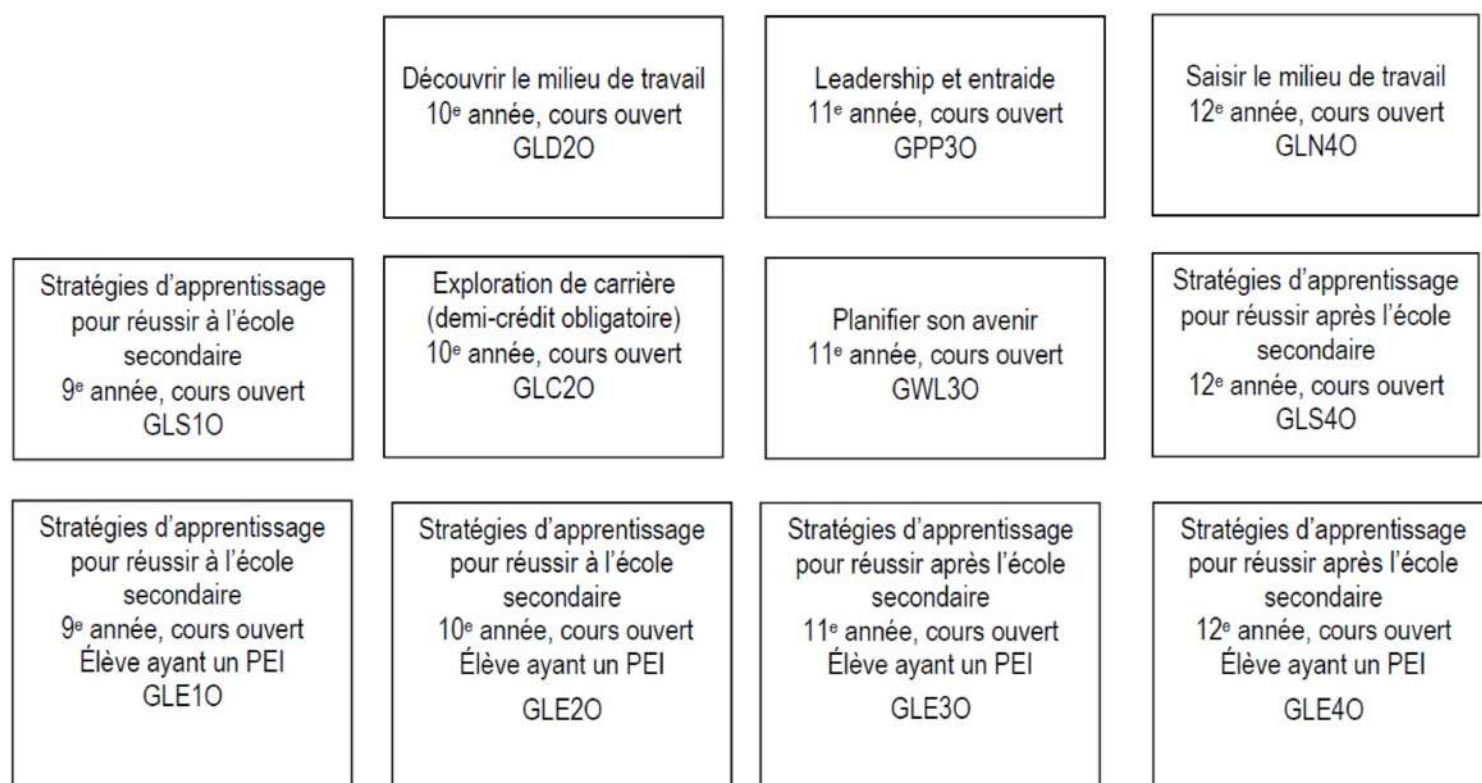 Découvrir le milieu de travail
10e année, cours ouvert
GLD2O
Leadership et entraide
11e année, cours ouvert
GPP3O
Saisir le milieu de travail
12e année, cours ouvert
GLN4O
Stratégies d'apprentissage
pour réussir à l'école
secondaire
9e année, cours ouvert
GLS1O
Exploration de carrière
(demi-crédit obligatoire)
10e année, cours ouvert
GLC2O
Planifier son avenir
11e année, cours ouvert
GWL3O
Stratégies d'apprentissage
pour réussir après l'école
secondaire
12e année, cours ouvert
GLS4O
Stratégies d'apprentissage
pour réussir à l'école
secondaire
9e année, cours ouvert
Élève ayant un PEI
GLE1O
Stratégies d'apprentissage
pour réussir à l'école
secondaire
10e année, cours ouvert
Élève ayant un PEI
GLE2O
Stratégies d'apprentissage
pour réussir après l'école
secondaire
11e année, cours ouvert
Élève ayant un PEI
GLE3O
Stratégies d'apprentissage
pour réussir après l'école
secondaire
12e année, cours ouvert
Élève ayant un PEI
GLE4O